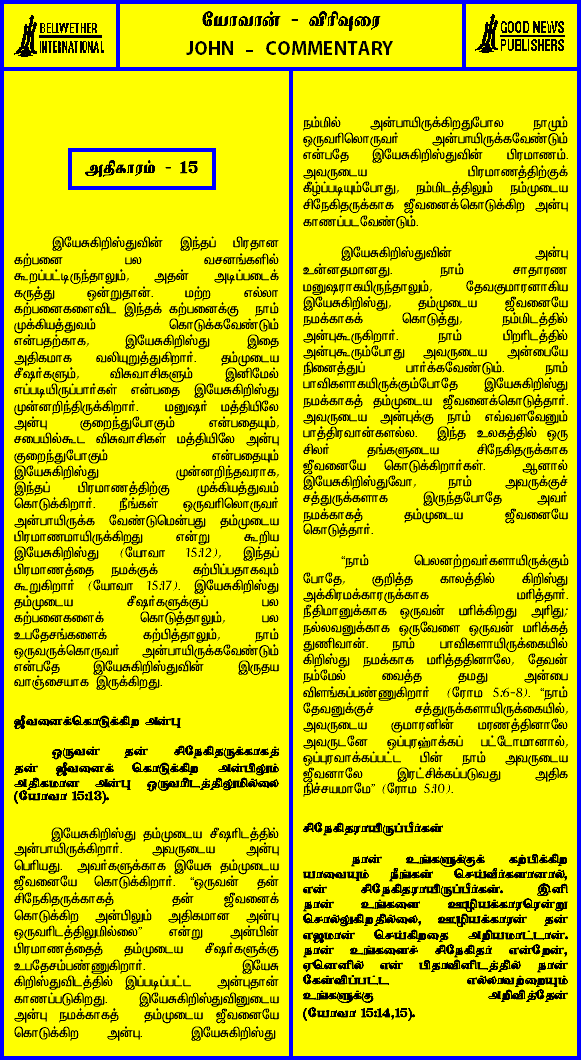 BELWETHER
INTERNATIONAL
யோவான் - விரிவுரை
JOHN - COMMENTARY
GOOD NEWS
PUBLISHERS
அதிகாரம் - 15
இயேசுகிறிஸ்துவின் இந்தப் பிரதான
கற்பனை பல வசனங்களில்
கூறப்பட்டிருந்தாலும், அதன் அடிப்படைக்
கருத்து ஒன்றுதான். மற்ற எல்லா
கற்பனைகளைவிட இந்தக் கற்பனைக்கு நாம்
முக்கியத்துவம் கொடுக்கவேண்டும்
என்பதற்காக, இயேசுகிறிஸ்து இதை
அதிகமாக வலியுறுத்துகிறார். தம்முடைய
சீஷர்களும், விசுவாசிகளும் இனிமேல்
எப்படியிருப்பார்கள் என்பதை இயேசுகிறிஸ்து
முன்னறிந்திருக்கிறார். மனுஷர் மத்தியிலே
அன்பு குறைந்துபோகும் என்பதையும்,
சபையில்கூட விசுவாசிகள் மத்தியிலே அன்பு
குறைந்துபோகும் என்பதையும்
இயேசுகிறிஸ்து முன்னறிந்தவராக,
இந்தப் பிரமாணத்திற்கு முக்கியத்துவம்
கொடுக்கிறார். நீங்கள் ஒருவரிலொருவர்
அன்பாயிருக்க வேண்டுமென்பது தம்முடைய
பிரமாணமாயிருக்கிறது என்று கூறிய
இயேசுகிறிஸ்து (யோவா 15:12), இந்தப்
பிரமாணத்தை நமக்குக் கற்பிப்பதாகவும்
கூறுகிறார் (யோவா 15:17). இயேசுகிறிஸ்து
தம்முடைய சீஷர்களுக்குப் பல
கற்பனைகளைக் கொடுத்தாலும், பல
உபதேசங்களைக் கற்பித்தாலும், நாம்
ஒருவருக்கொருவர் அன்பாயிருக்கவேண்டும்
என்பதே இயேசுகிறிஸ்துவின் இருதய
வாஞ்சையாக இருக்கிறது.
ஜீவனைக்கொடுக்கிற அன்பு
ஒருவன் தன் சிநேகிதருக்காகத்
தன் ஜீவனைக் கொடுக்கிற அன்பிலும்
அதிகமான அன்பு ஒருவரிடத்திலுமில்லை
(யோவா 15:13).
இயேசுகிறிஸ்து தம்முடைய சீஷரிடத்தில்
அன்பாயிருக்கிறார். அவருடைய அன்பு
பெரியது. அவர்களுக்காக இயேசு தம்முடைய
ஜீவனையே கொடுக்கிறார். "ஒருவன் தன்
சிநேகிதருக்காகத் தன் ஜீவனைக்
கொடுக்கிற அன்பிலும் அதிகமான அன்பு
ஒருவரிடத்திலுமில்லை" என்று அன்பின்
பிரமாணத்தைத் தம்முடைய சீஷர்களுக்கு
உபதேசம்பண்ணுகிறார். இயேசு
கிறிஸ்துவிடத்தில் இப்படிப்பட்ட அன்புதான்
காணப்படுகிறது. இயேசுகிறிஸ்துவினுடைய
அன்பு நமக்காகத் தம்முடைய ஜீவனையே
கொடுக்கிற அன்பு. இயேசுகிறிஸ்து
நம்மில் அன்பாயிருக்கிறதுபோல நாமும்
ஒருவரிலொருவர் அன்பாயிருக்கவேண்டும்
என்பதே இயேசுகிறிஸ்துவின் பிரமாணம்.
அவருடைய பிரமாணத்திற்குக்
கீழ்ப்படியும்போது, நம்மிடத்திலும் நம்முடைய
சிநேகிதருக்காக ஜீவனைக்கொடுக்கிற அன்பு
காணப்படவேண்டும்.
இயேசுகிறிஸ்துவின் அன்பு
உன்னதமானது. நாம் சாதாரண
மனுஷராகயிருந்தாலும், தேவகுமாரனாகிய
இயேசுகிறிஸ்து, தம்முடைய ஜீவனையே
நமக்காகக் கொடுத்து, நம்மிடத்தில்
அன்புகூருகிறார். நாம் பிறரிடத்தில்
அன்புகூரும்போது அவருடைய அன்பையே
நினைத்துப் பார்க்கவேண்டும். நாம்
பாவிகளாகயிருக்கும்போதே இயேசுகிறிஸ்து
நமக்காகத் தம்முடைய ஜீவனைக்கொடுத்தார்.
அவருடைய அன்புக்கு நாம் எவ்வளவேனும்
பாத்திரவான்களல்ல. இந்த உலகத்தில் ஒரு
சிலர் தங்களுடைய சிநேகிதருக்காக
ஜீவனையே கொடுக்கிறார்கள். ஆனால்
இயேசுகிறிஸ்துவோ, நாம் அவருக்குச்
சத்துருக்களாக இருந்தபோதே அவர்
நமக்காகத் தம்முடைய ஜீவனையே
கொடுத்தார்.
"நாம் பெலனற்றவர்களாயிருக்கும்
போதே, குறித்த காலத்தில் கிறிஸ்து
அக்கிரமக்காரருக்காக மரித்தார்.
நீதிமானுக்காக ஒருவன் மரிக்கிறது அரிது;
நல்லவனுக்காக ஒருவேளை ஒருவன் மரிக்கத்
துணிவான். நாம் பாவிகளாயிருக்கையில்
கிறிஸ்து நமக்காக மரித்ததினாலே, தேவன்
நம்மேல் வைத்த தமது அன்பை
விளங்கப்பண்ணுகிறார் (ரோம 5:6-8). "நாம்
தேவனுக்குச் சத்துருக்களாயிருக்கையில்,
அவருடைய குமாரனின் மரணத்தினாலே
அவருடனே ஒப்புரவாக்கப் பட்டோமானால்,
ஒப்புரவாக்கப்பட்ட பின் நாம் அவருடைய
ஜீவனாலே இரட்சிக்கப்படுவது அதிக
நிச்சயமாமே" (ரோம 5:10).
சிநேகிதராயிருப்பீர்கள்
நான் உங்களுக்குக் கற்பிக்கிற
யாவையும் நீங்கள் செய்வீர்களானால்,
என் சிநேகிதராயிருப்பீர்கள். இனி
நான் உங்களை ஊழியக்காரரென்று
சொல்லுகிறதில்லை, ஊழியக்காரன் தன்
எஜமான் செய்கிறதை அறியமாட்டான்.
நான் உங்களைச் சிநேகிதர் என்றேன்,
ஏனெனில் என் பிதாவினிடத்தில் நான்
கேள்விப்பட்ட எல்லாவற்றையும்
உங்களுக்கு அறிவித்தேன்
(யோவா 15:14,15).